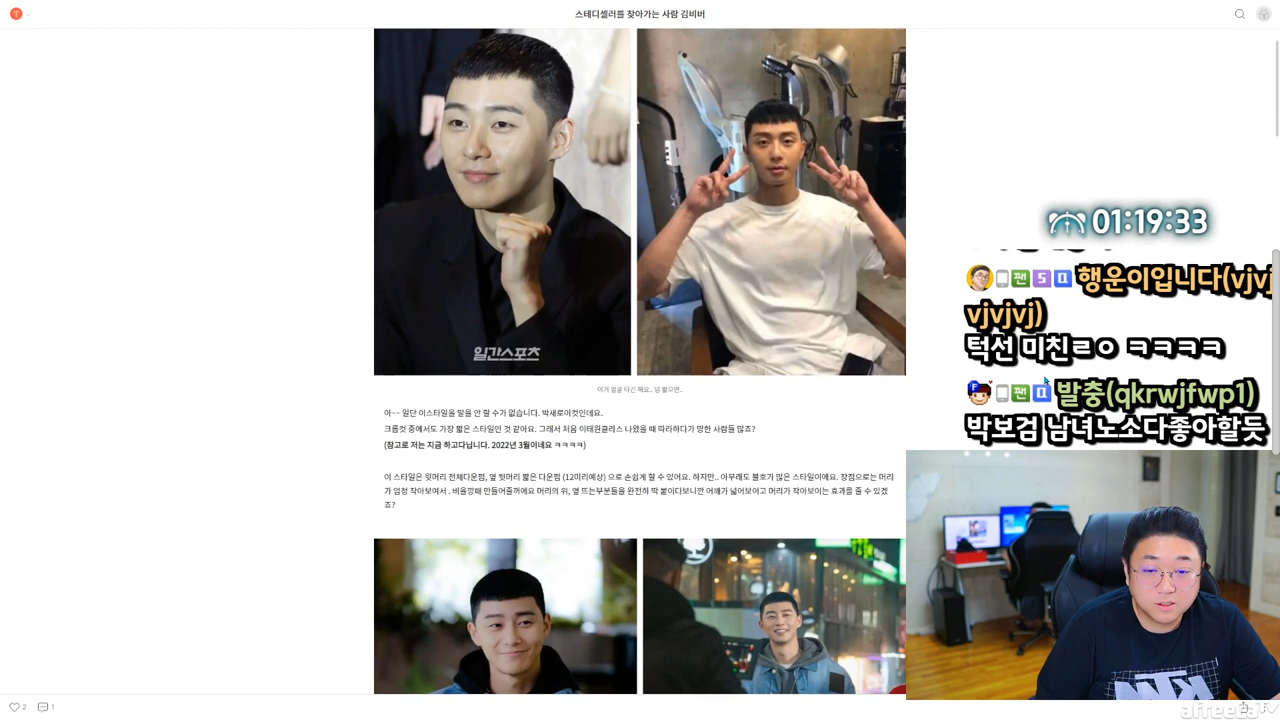 스테디셀러를 찾아가는 사람 김비버
일간스포츠
이거 얼굴 타긴 해요.. 넘 짧으면..
아~~ 일단 이스타일을 말을 안 할 수가 없습니다. 박새로이컷인데요.
크롭컷 중에서도 가장 짧은 스타일인 것 같아요. 그래서 처음 이태원클라스 나왔을 때 따라하다가 망한 사람들 많죠?
(참고로 저는 지금 하고다닙니다. 2022년 3월이네요 ㅋㅋㅋㅋ)
이 스타일은 윗머리 전체다운펌, 옆 뒷머리 짧은 다운펌 (12미리예상) 으로 손쉽게 할 수 있어요. 하지만.. 아무래도 불호가 많은 스타일이에요. 장점으로는 머리
가 엄청 작아보여서 . 비율깡패 만들어줄꺼에요 머리의 위, 옆 뜨는부분들을 완전히 딱 붙이다보니깐 어깨가 넓어보이고 머리가 작아보이는 효과를 줄 수 있겠
죠?
01:19:33
팬 S 행운이입니다(vjvj
vjvjvj)
턱선 미친ㄹㅇ ㅋㅋㅋㅋ
팬 발충(qkrwjfwp1)
박보검 남녀노소다좋아할듯
2
1
afreecaTV